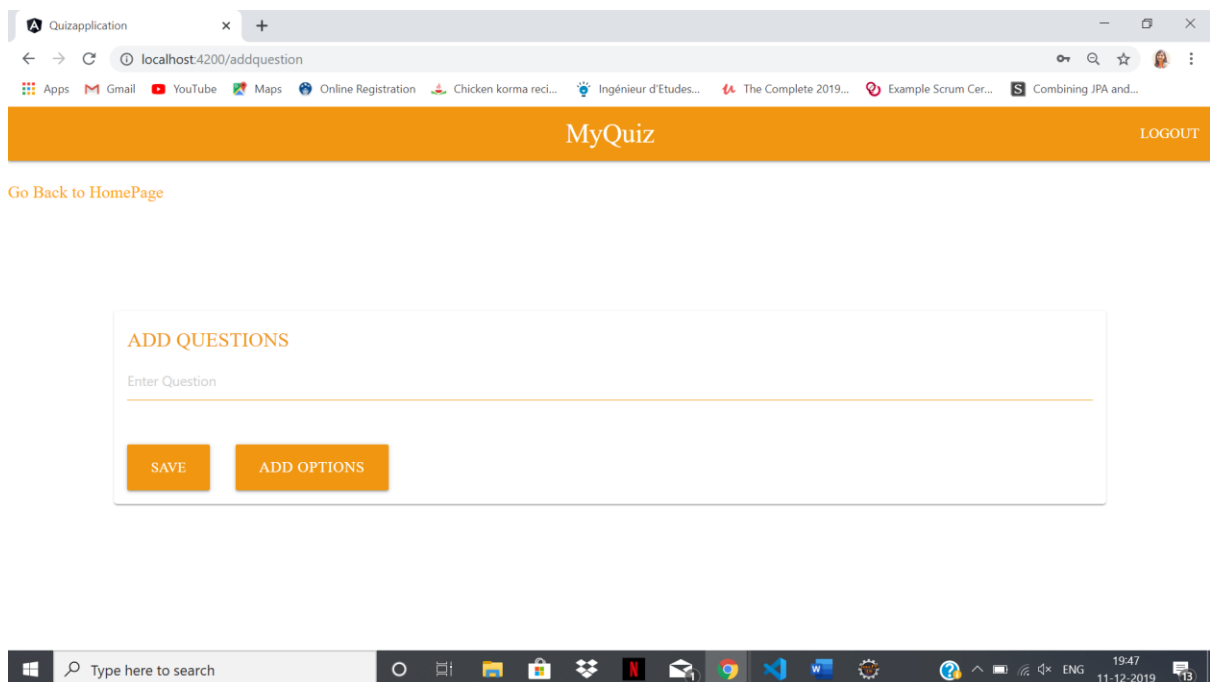 Quizapplication
localhost:4200/addquestion
Apps Gmail YouTube Maps Online Registration Chicken korma reci... Ingénieur d'Etudes... The Complete 2019... Example Scrum Cer... S Combining JPA and...
MyQuiz LOGOUT
Go Back to HomePage
ADD QUESTIONS
Enter Question
SAVE ADD OPTIONS
Type here to search
ENG 19:47
11-12-2019 13